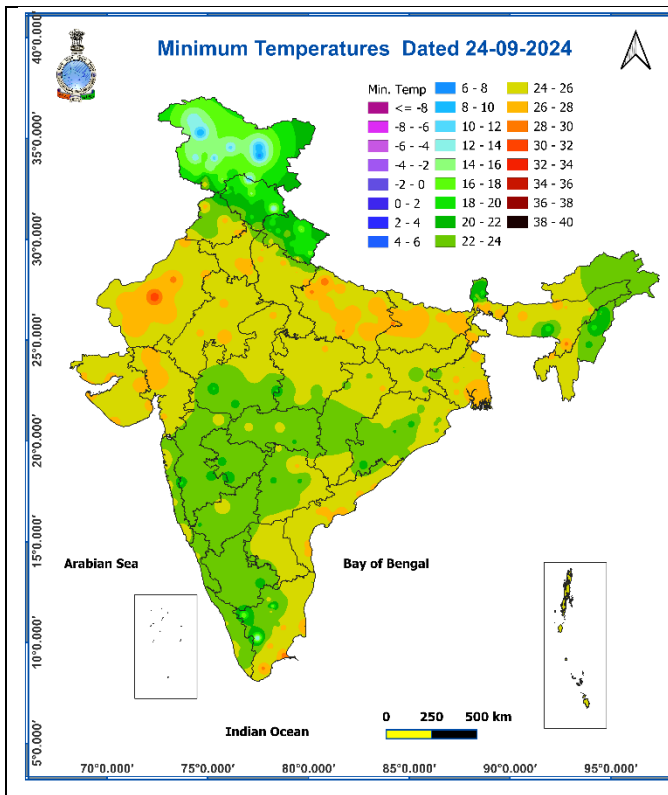 Minimum Temperatures Dated 24-09-2024
Min. Temp
<= -8
-8 - -6
-6 - -4
-4 - -2
-2 - 0
0 - 2
2 - 4
4 - 6
6 - 8
8 - 10
10 - 12
12 - 14
14 - 16
16 - 18
18 - 20
20 - 22
22 - 24
24 - 26
26 - 28
28 - 30
30 - 32
32 - 34
34 - 36
36 - 38
38 - 40
40°0.000'
35°0.000'
30°0.000'
25°0.000'
20°0.000'
15°0.000'
10°0.000'
5°0.000'
Arabian Sea
Bay of Bengal
Indian Ocean
0 250 500 km
70°0.000' 75°0.000' 80°0.000' 85°0.000' 90°0.000' 95°0.000'